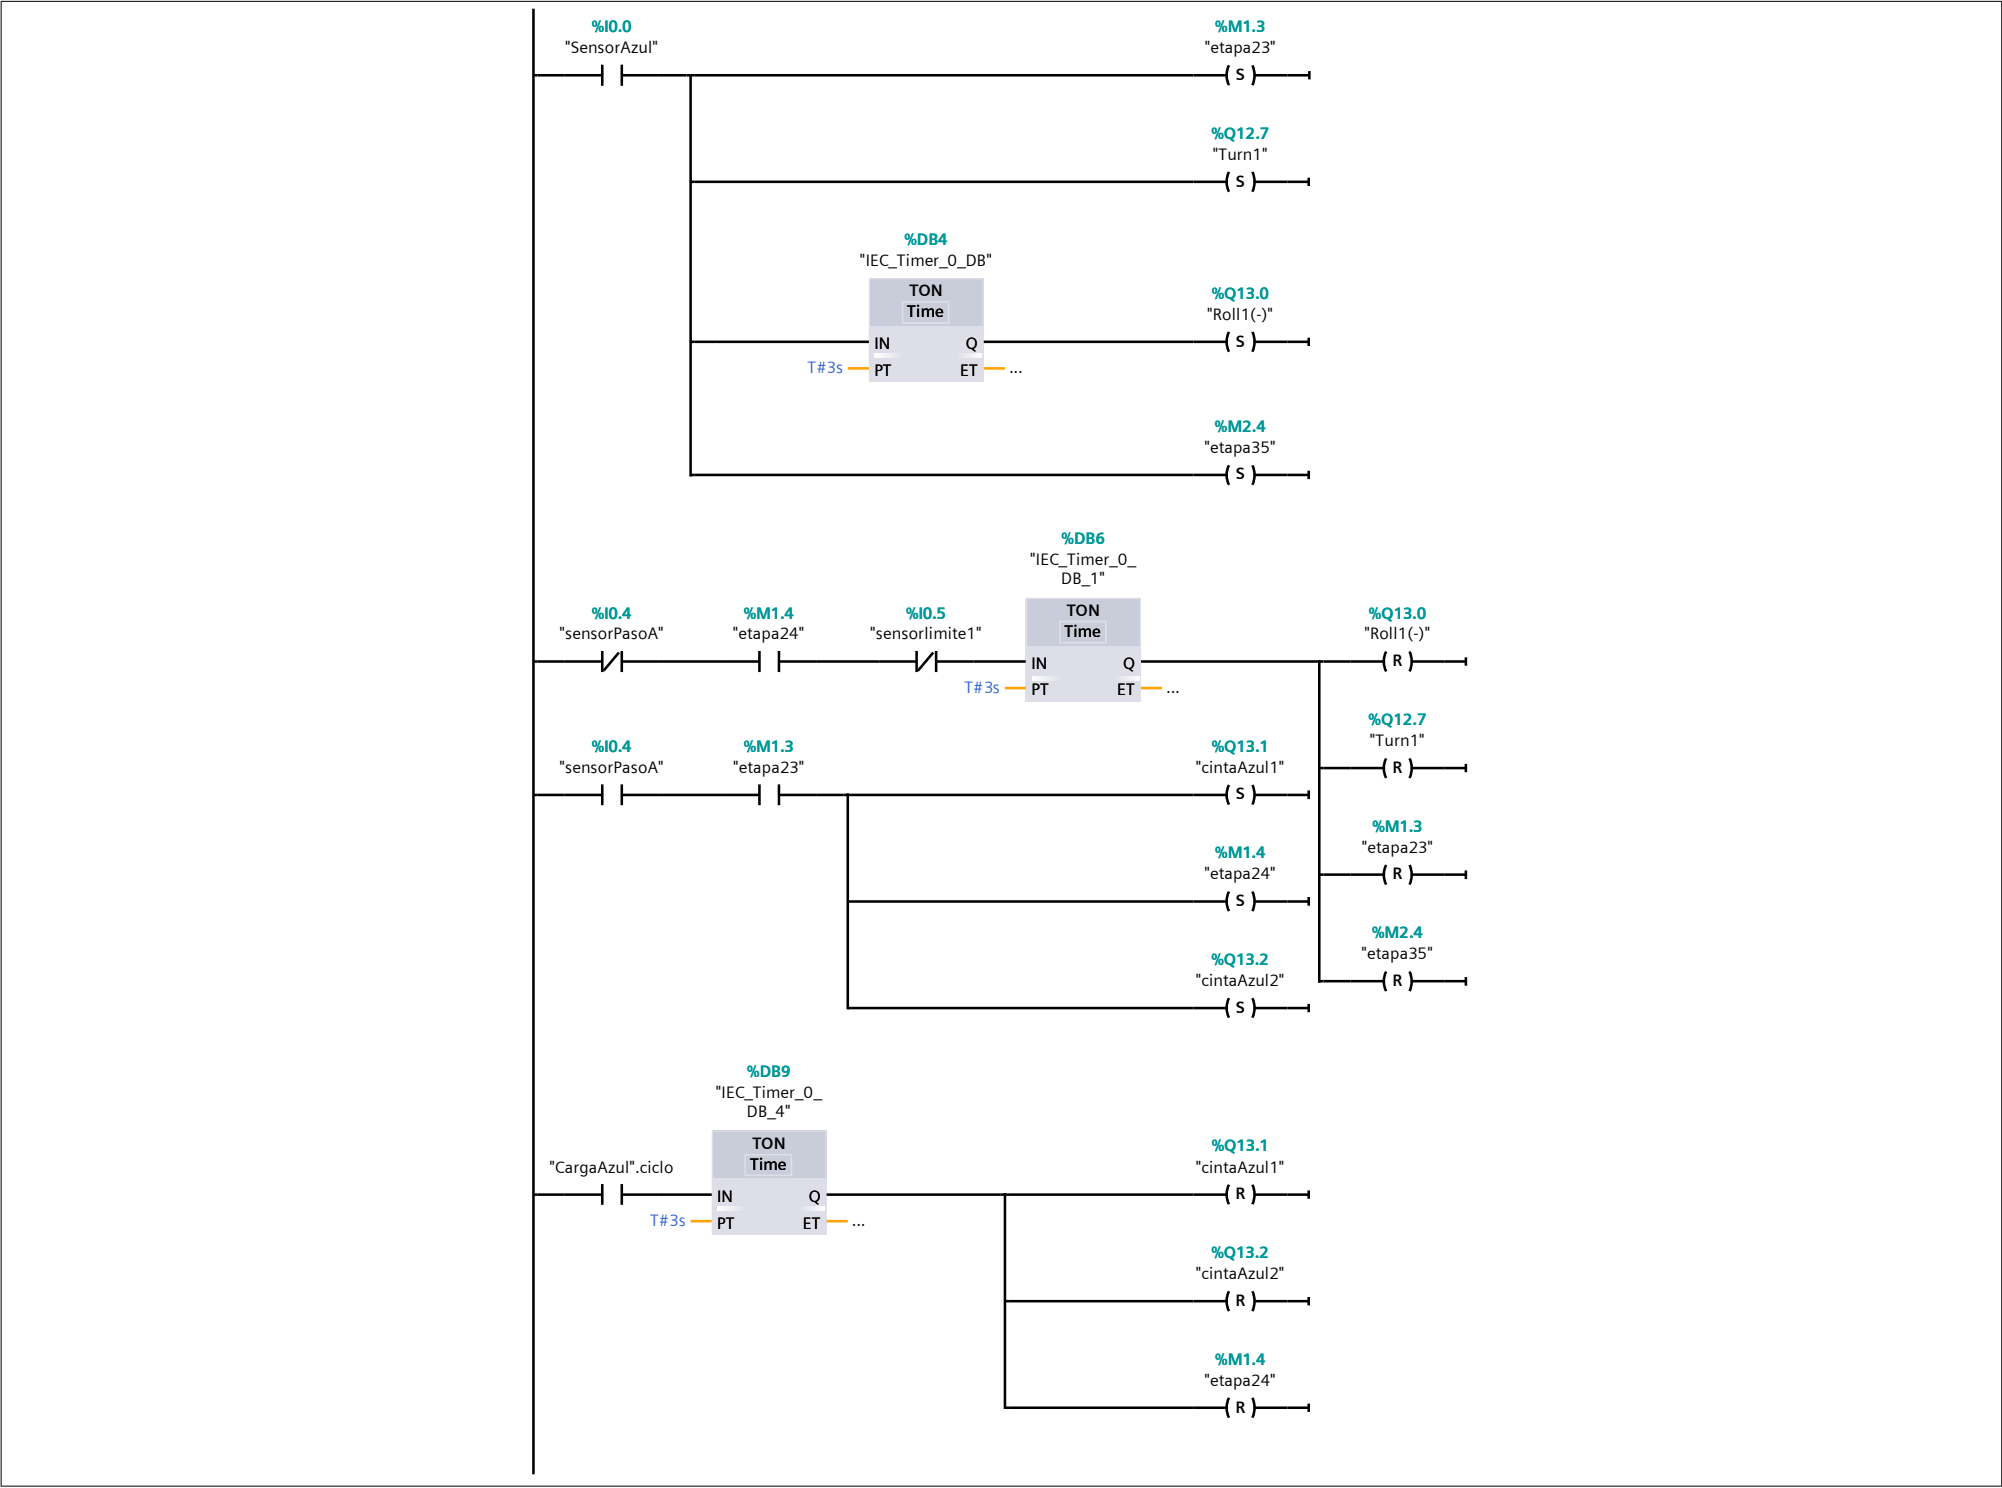 %I0.0
"SensorAzul"
%M1.3
"etapa23"
S
%Q12.7
"Turn1"
S
%DB4
"IEC_Timer_0_DB"
TON
Time
IN Q
T#3s PT ET ...
%Q13.0
"Roll1(-)"
S
%M2.4
"etapa35"
S
%DB6
"IEC_Timer_0_
DB_1"
%I0.4
"sensorPasoA"
%M1.4
"etapa24"
%I0.5
"sensorlimite1"
TON
Time
IN Q
T#3s PT ET ...
%Q13.0
"Roll1(-)"
R
%Q12.7
"Turn1"
R
%M1.3
"etapa23"
R
%M2.4
"etapa35"
R
%I0.4
"sensorPasoA"
%M1.3
"etapa23"
%Q13.1
"cintaAzul1"
S
%M1.4
"etapa24"
S
%Q13.2
"cintaAzul2"
S
%DB9
"IEC_Timer_0_
DB_4"
"CargaAzul".ciclo
TON
Time
IN Q
T#3s PT ET ...
%Q13.1
"cintaAzul1"
R
%Q13.2
"cintaAzul2"
R
%M1.4
"etapa24"
R